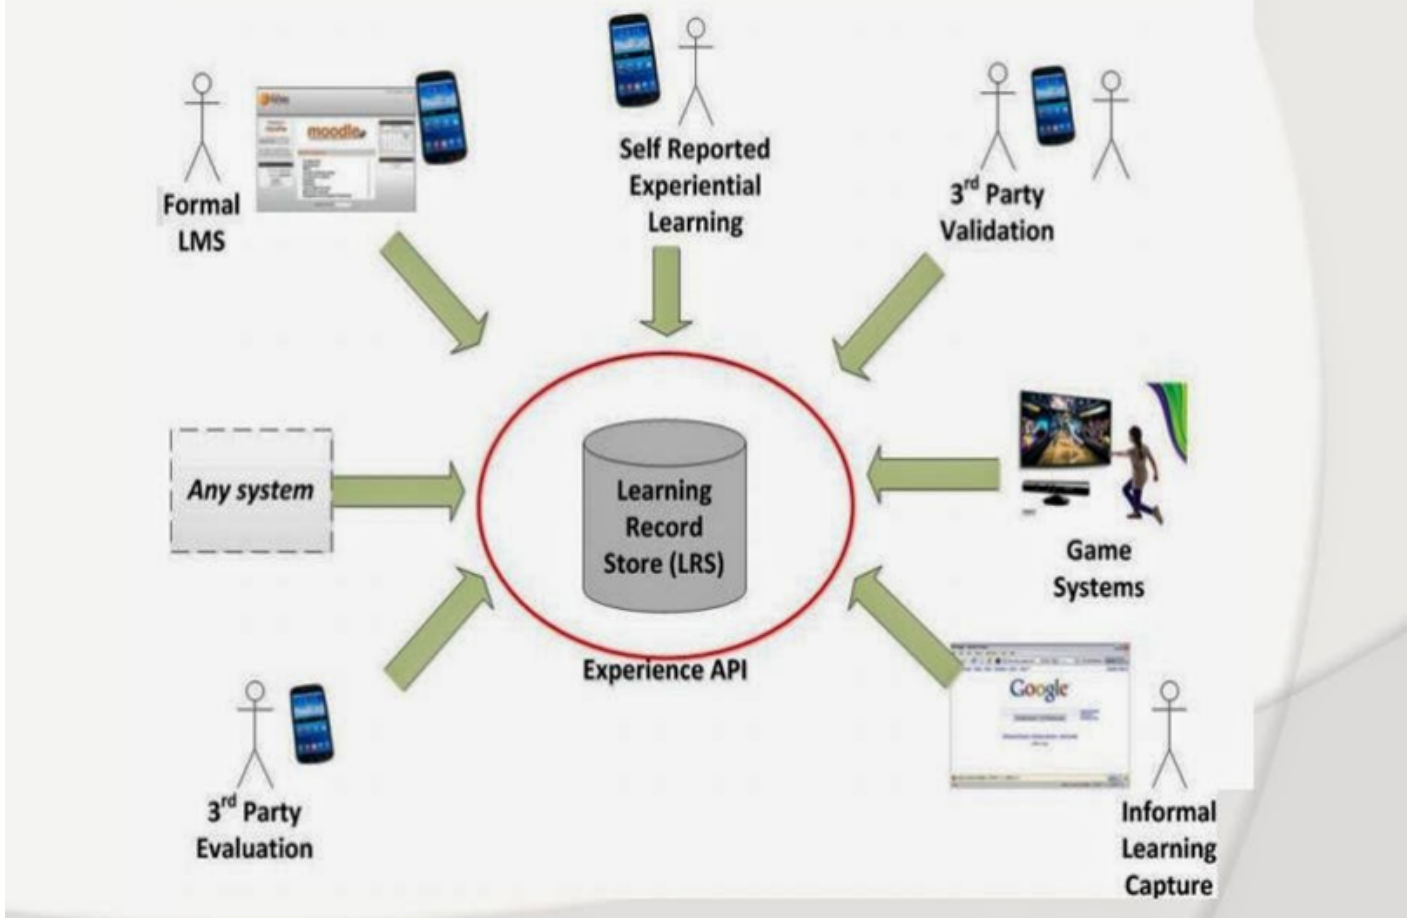 Self Reported
Experiential
Learning
moodle
Formal
LMS
3rd Party
Validation
Any system
Learning
Record
Store (LRS)
Game
Systems
Experience API
Google
3rd Party
Evaluation
Informal
Learning
Capture